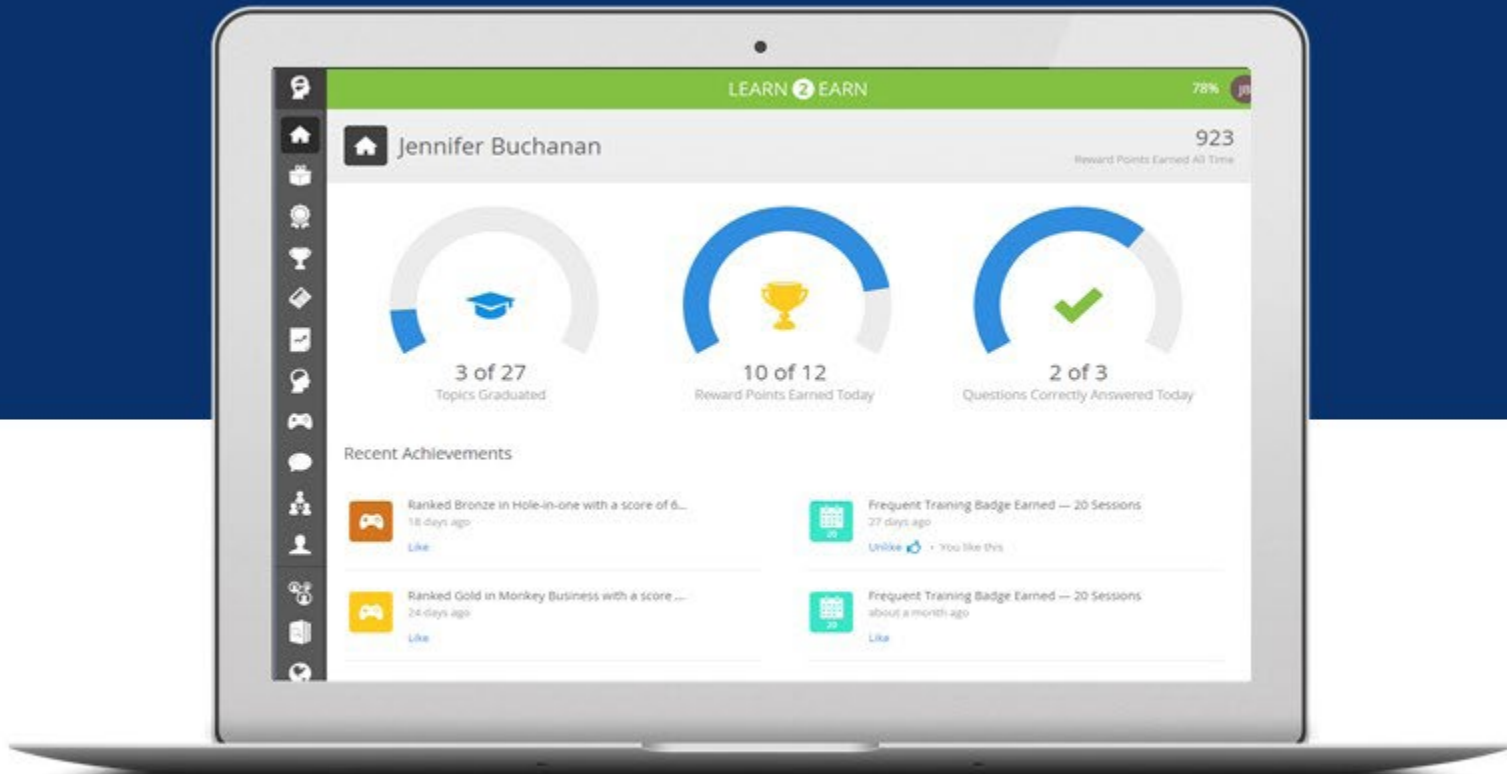 LEARN 2 EARN
78%
JB
Jennifer Buchanan
923
Reward Points Earned All Time
3 of 27
Topics Graduated
10 of 12
Reward Points Earned Today
2 of 3
Questions Correctly Answered Today
Recent Achievements
Ranked Bronze in Hole-in-one with a score of 6...
18 days ago
Like
Frequent Training Badge Earned — 20 Sessions
27 days ago
Unlike • You like this
20
Ranked Gold in Monkey Business with a score ...
24 days ago
Like
Frequent Training Badge Earned — 20 Sessions
about a month ago
Like
20